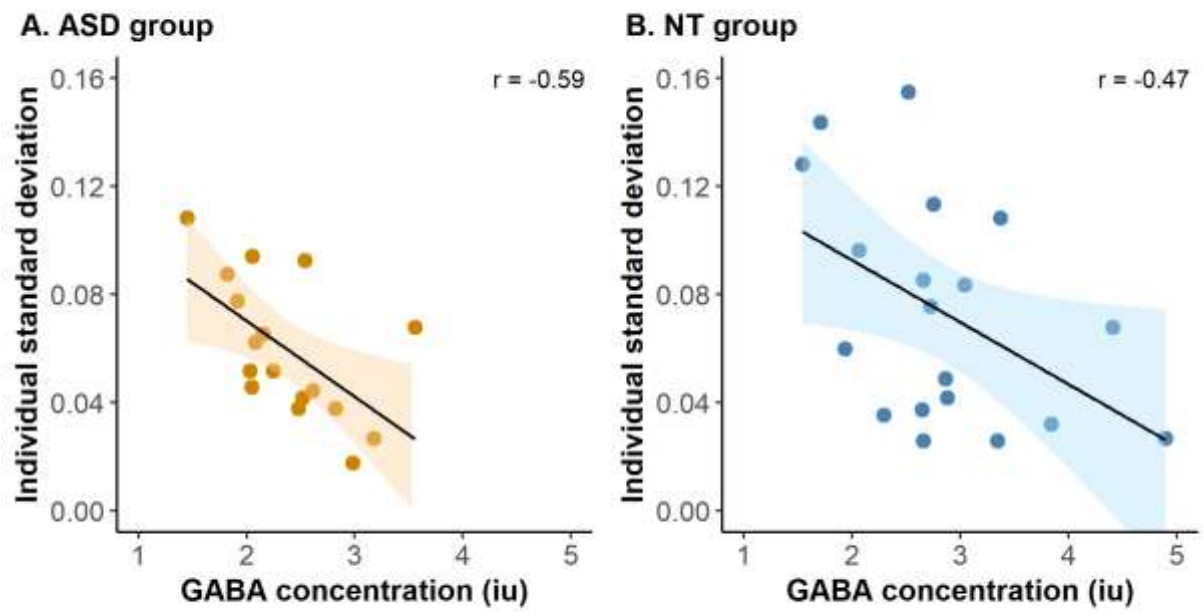 A. ASD group
r = -0.59
Individual standard deviation
0.16
0.12
0.08
0.04
0.00
1 2 3 4 5
GABA concentration (iu)
B. NT group
r = -0.47
Individual standard deviation
0.16
0.12
0.08
0.04
0.00
1 2 3 4 5
GABA concentration (iu)